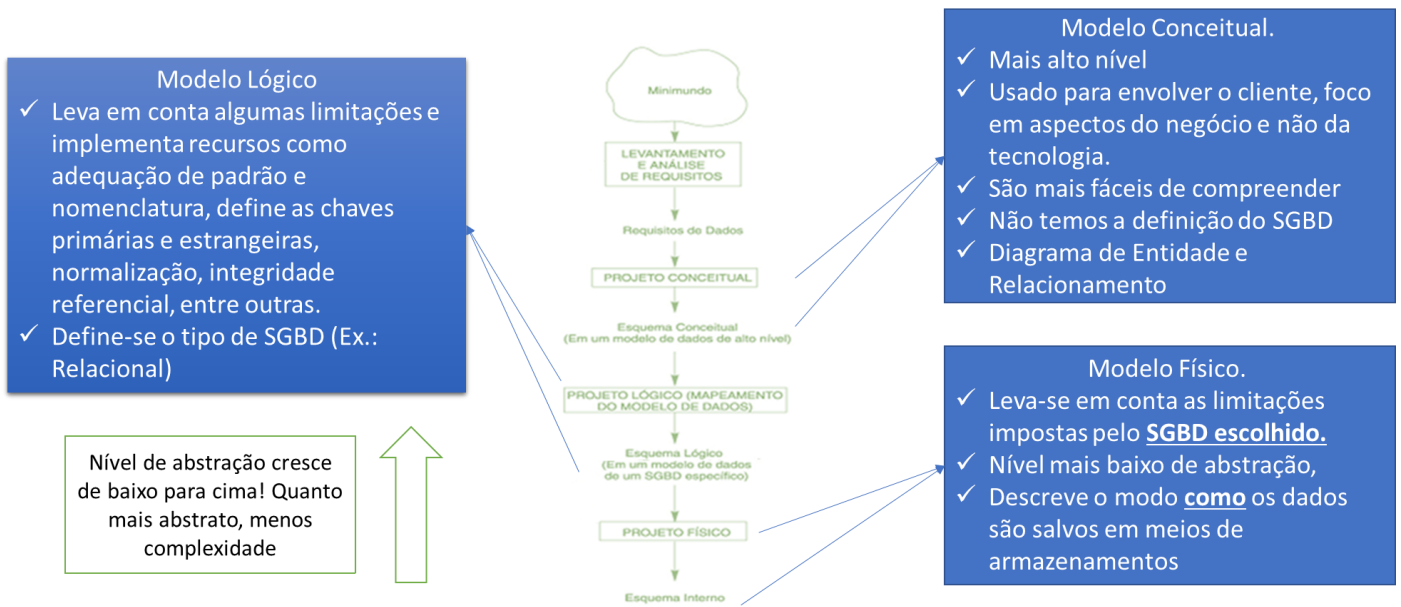 Modelo Lógico
✓ Leva em conta algumas limitações e
implementa recursos como
adequação de padrão e
nomenclatura, define as chaves
primárias e estrangeiras,
normalização, integridade
referencial, entre outras.
✓ Define-se o tipo de SGBD (Ex.:
Relacional)
Nível de abstração cresce
de baixo para cima! Quanto
mais abstrato, menos
complexidade
Minimundo
LEVANTAMENTO
E ANÁLISE
DE REQUISITOS
Requisitos de Dados
PROJETO CONCEITUAL
Esquema Conceitual
(Em um modelo de dados de alto nível)
PROJETO LÓGICO (MAPEAMENTO
DO MODELO DE DADOS)
Esquema Lógico
(Em um modelo de dados
de um SGBD específico)
PROJETO FÍSICO
Esquema Interno
Modelo Conceitual.
✓ Mais alto nível
✓ Usado para envolver o cliente, foco
em aspectos do negócio e não da
tecnologia.
✓ São mais fáceis de compreender
✓ Não temos a definição do SGBD
✓ Diagrama de Entidade e
Relacionamento
Modelo Físico.
✓ Leva-se em conta as limitações
impostas pelo SGBD escolhido.
✓ Nível mais baixo de abstração,
✓ Descreve o modo como os dados
são salvos em meios de
armazenamentos